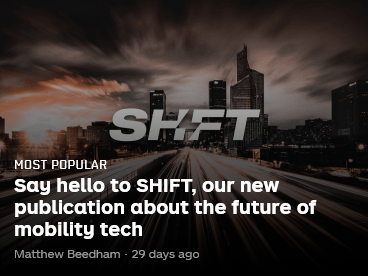 SHIFT
MOST POPULAR
Say hello to SHIFT, our new
publication about the future of
mobility tech
Matthew Beedham · 29 days ago